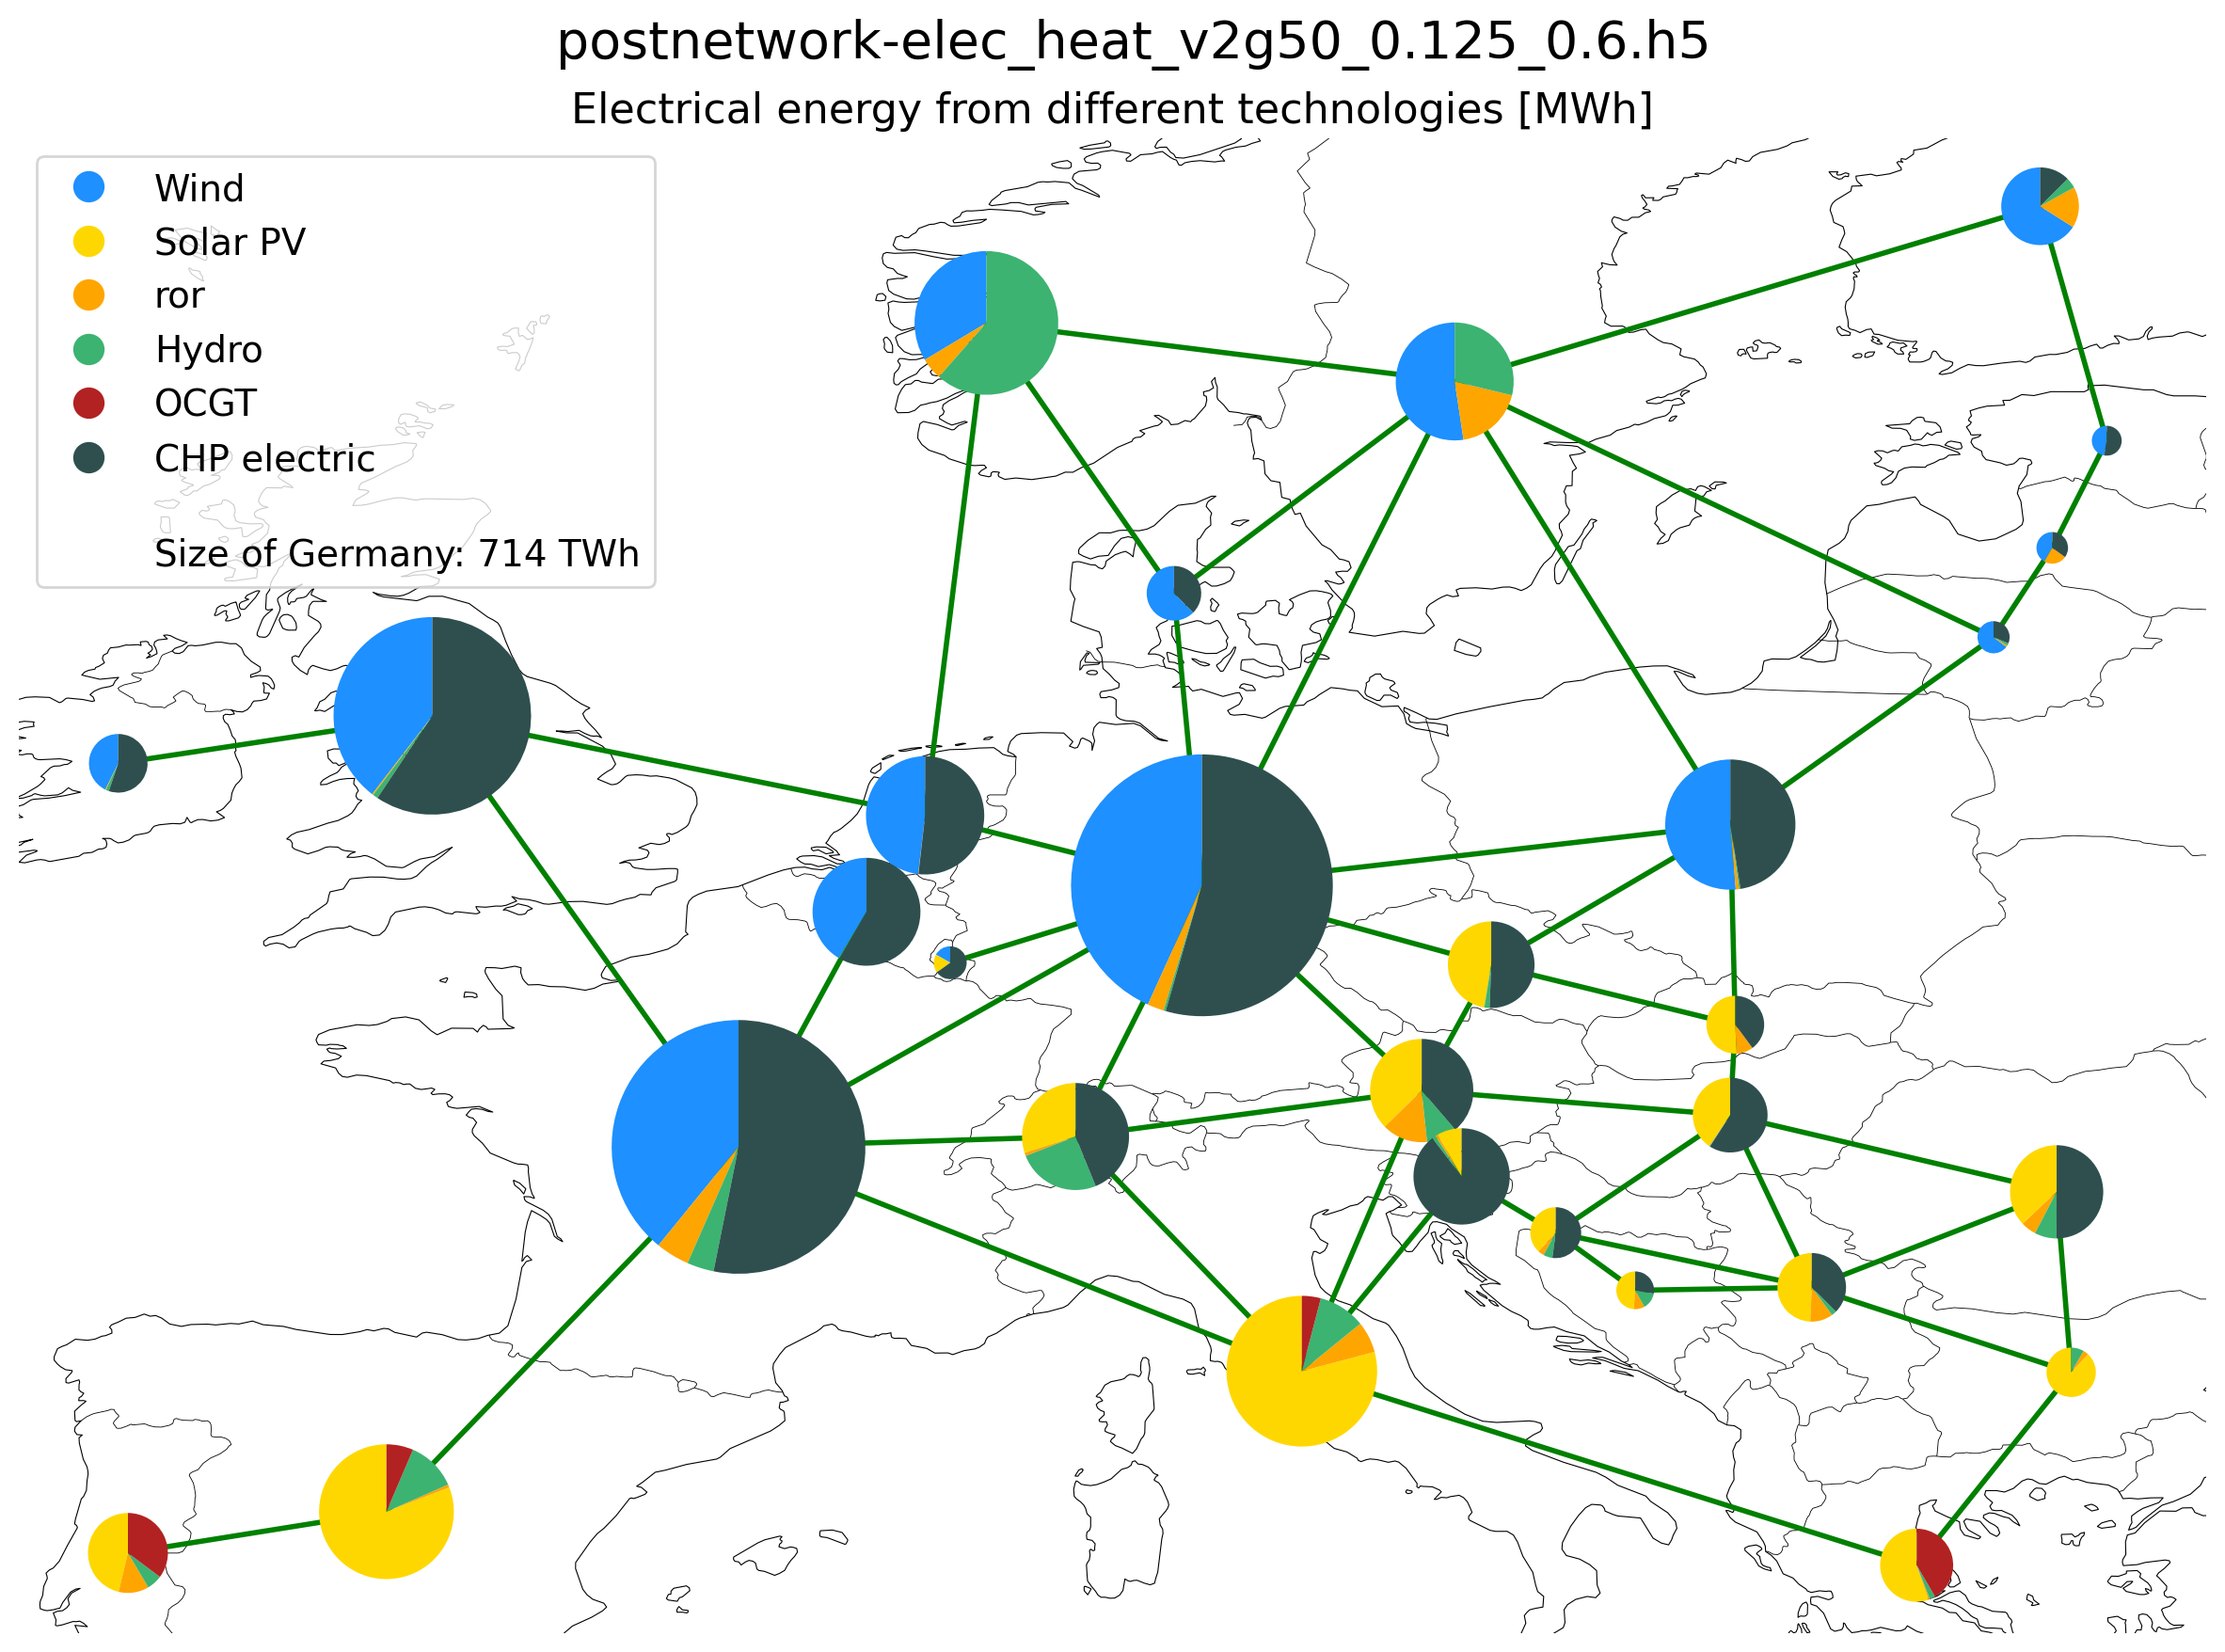 postnetwork-elec_heat_v2g50_0.125_0.6.h5
Electrical energy from different technologies [MWh]
Wind
Solar PV
ror
Hydro
OCGT
CHP electric
Size of Germany: 714 TWh